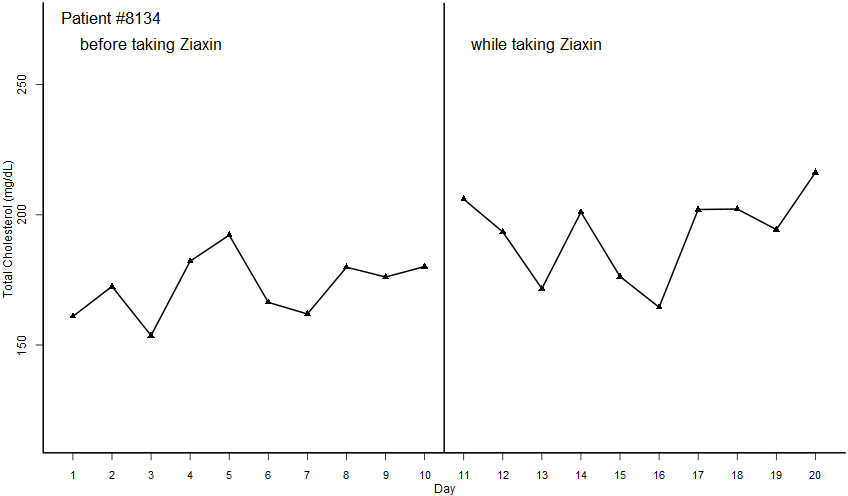 Patient #8134
before taking Ziaxin
while taking Ziaxin
Total Cholesterol (mg/dL)
250
200
150
1 2 3 4 5 6 7 8 9 10 11 12 13 14 15 16 17 18 19 20
Day